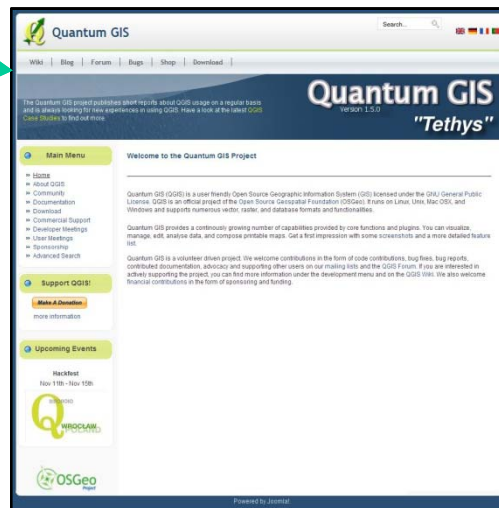 Quantum GIS
Search...
Wiki | Blog | Forum | Bugs | Shop | Download |
The Quantum GIS project publishes short reports about QGIS usage on a regular basis
and is always looking for new experiences in using QGIS. Have a look at the latest QGIS
Case Studies to find out more.
Quantum GIS
Version 1.5.0
"Tethys"
Main Menu
Home
About QGIS
Community
Documentation
Download
Commercial Support
Developer Meetings
User Meetings
Sponsorship
Advanced Search
Support QGIS!
Make A Donation
more information
Upcoming Events
Hackfest
Nov 11th - Nov 15th
WROCŁAW
POLAND
OSGeo
Project
Welcome to the Quantum GIS Project
Quantum GIS (QGIS) is a user friendly Open Source Geographic Information System (GIS) licensed under the GNU General Public
License. QGIS is an official project of the Open Source Geospatial Foundation (OSGeo). It runs on Linux, Unix, Mac OSX, and
Windows and supports numerous vector, raster, and database formats and functionalities.
Quantum GIS provides a continuously growing number of capabilities provided by core functions and plugins. You can visualize,
manage, edit, analyse data, and compose printable maps. Get a first impression with some screenshots and a more detailed feature
list.
Quantum GIS is a volunteer driven project. We welcome contributions in the form of code contributions, bug fixes, bug reports,
contributed documentation, advocacy and supporting other users on our mailing lists and the QGIS Forum. If you are interested in
actively supporting the project, you can find more information under the development menu and on the QGIS Wiki. We also welcome
financial contributions in the form of sponsoring and funding.
Powered by Joomla!